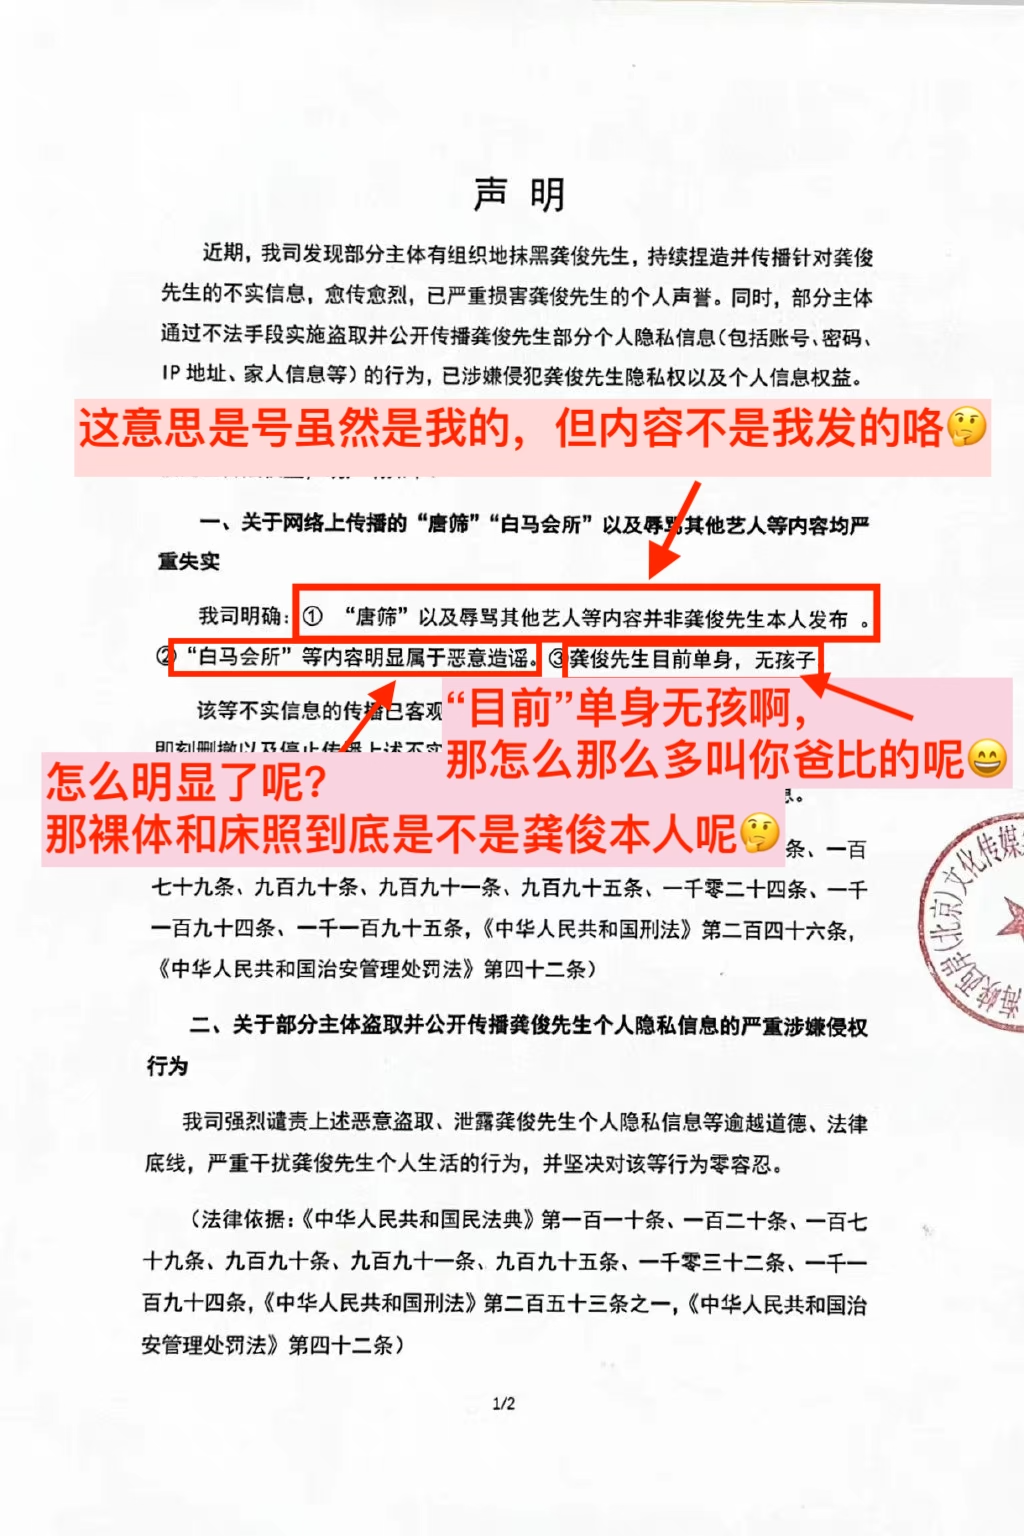 声 明
近期，我司发现部分主体有组织地抹黑龚俊先生，持续捏造并传播针对龚俊
先生的不实信息，愈传愈烈，已严重损害龚俊先生的个人声誉。同时，部分主体
通过不法手段实施盗取并公开传播龚俊先生部分个人隐私信息（包括账号、密码、
IP 地址、家人信息等）的行为，已涉嫌侵犯龚俊先生隐私权以及个人信息权益。
这意思是号虽然是我的，但内容不是我发的咯🤔
一、关于网络上传播的“唐筛”“白马会所”以及辱骂其他艺人等内容均严
重失实
我司明确：① “唐筛”以及辱骂其他艺人等内容并非龚俊先生本人发布 。
②“白马会所”等内容明显属于恶意造谣。③龚俊先生目前单身，无孩子
该等不实信息的传播已客观
“目前”单身无孩啊，
即刻删撤以及停止传播上述不实
那怎么那么多叫你爸比的呢😄
怎么明显了呢？
息。
那裸体和床照到底是不是龚俊本人呢🤔
条、一百
七十九条、九百九十条、九百九十一条、九百九十五条、一千零二十四条、一千
一百九十四条、一千一百九十五条，《中华人民共和国刑法》第二百四十六条，
《中华人民共和国治安管理处罚法》第四十二条）
二、关于部分主体盗取并公开传播龚俊先生个人隐私信息的严重涉嫌侵权
行为
我司强烈谴责上述恶意盗取、泄露龚俊先生个人隐私信息等逾越道德、法律
底线，严重干扰龚俊先生个人生活的行为，并坚决对该等行为零容忍。
（法律依据：《中华人民共和国民法典》第一百一十条、一百二十条、一百七
十九条、九百九十条、九百九十一条、九百九十五条、一千零三十二条、一千一
百九十四条，《中华人民共和国刑法》第二百五十三条之一，《中华人民共和国治
安管理处罚法》第四十二条）
1/2
海峡西岸(北京)文化传媒